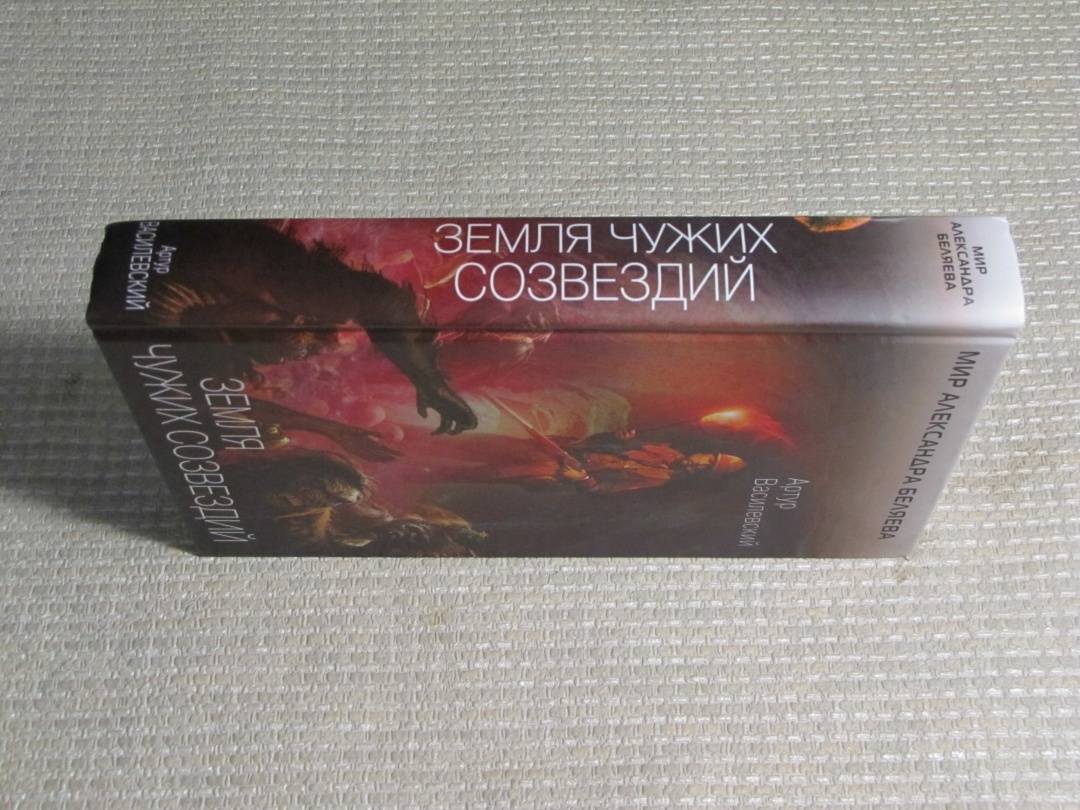 Артур
ВАСИЛЕВСКИЙ
ЗЕМЛЯ ЧУЖИХ
СОЗВЕЗДИЙ
МИР
АЛЕКСАНДРА
БЕЛЯЕВА
МИР АЛЕКСАНДРА БЕЛЯЕВА
Артур
Василевский
ЗЕМЛЯ
ЧУЖИХ СОЗВЕЗДИЙ